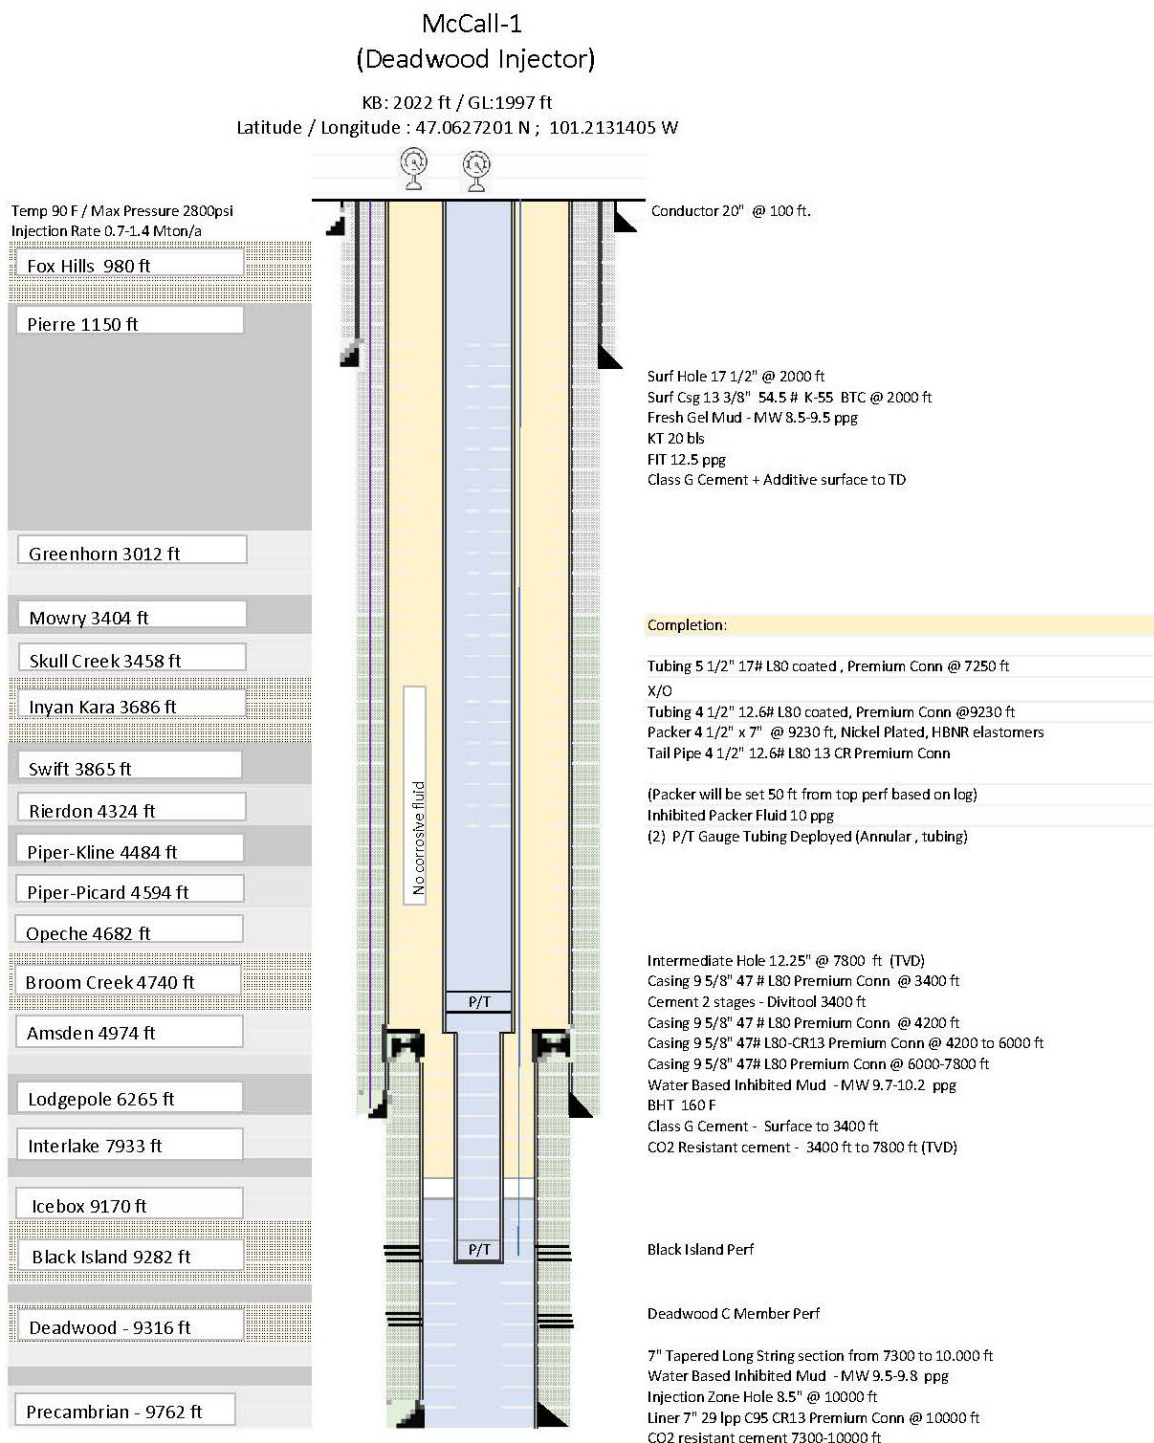 McCall-1
(Deadwood Injector)
KB: 2022 ft / GL:1997 ft
Latitude / Longitude : 47.0627201 N ; 101.2131405 W
Temp 90 F / Max Pressure 2800psi
Injection Rate 0.7-1.4 Mton/a
Fox Hills 980 ft
Pierre 1150 ft
Greenhorn 3012 ft
Mowry 3404 ft
Skull Creek 3458 ft
Inyan Kara 3686 ft
Swift 3865 ft
Rierdon 4324 ft
Piper-Kline 4484 ft
Piper-Picard 4594 ft
Opeche 4682 ft
Broom Creek 4740 ft
Amsden 4974 ft
Lodgepole 6265 ft
Interlake 7933 ft
Icebox 9170 ft
Black Island 9282 ft
Deadwood - 9316 ft
Precambrian - 9762 ft
No corrosive fluid
P/T
P/T
Conductor 20" @ 100 ft.
Surf Hole 17 1/2" @ 2000 ft
Surf Csg 13 3/8" 54.5 # K-55 BTC @ 2000 ft
Fresh Gel Mud - MW 8.5-9.5 ppg
KT 20 bls
FIT 12.5 ppg
Class G Cement + Additive surface to TD
Completion:
Tubing 5 1/2" 17# L80 coated , Premium Conn @ 7250 ft
X/O
Tubing 4 1/2" 12.6# L80 coated, Premium Conn @9230 ft
Packer 4 1/2" x 7" @ 9230 ft, Nickel Plated, HBNR elastomers
Tail Pipe 4 1/2" 12.6# L80 13 CR Premium Conn
(Packer will be set 50 ft from top perf based on log)
Inhibited Packer Fluid 10 ppg
(2) P/T Gauge Tubing Deployed (Annular , tubing)
Intermediate Hole 12.25" @ 7800 ft (TVD)
Casing 9 5/8" 47 # L80 Premium Conn @ 3400 ft
Cement 2 stages - Divitool 3400 ft
Casing 9 5/8" 47 # L80 Premium Conn @ 4200 ft
Casing 9 5/8" 47# L80-CR13 Premium Conn @ 4200 to 6000 ft
Casing 9 5/8" 47# L80 Premium Conn @ 6000-7800 ft
Water Based Inhibited Mud - MW 9.7-10.2 ppg
BHT 160 F
Class G Cement - Surface to 3400 ft
CO2 Resistant cement - 3400 ft to 7800 ft (TVD)
Black Island Perf
Deadwood C Member Perf
7" Tapered Long String section from 7300 to 10.000 ft
Water Based Inhibited Mud - MW 9.5-9.8 ppg
Injection Zone Hole 8.5" @ 10000 ft
Liner 7" 29 lpp C95 CR13 Premium Conn @ 10000 ft
CO2 resistant cement 7300-10000 ft